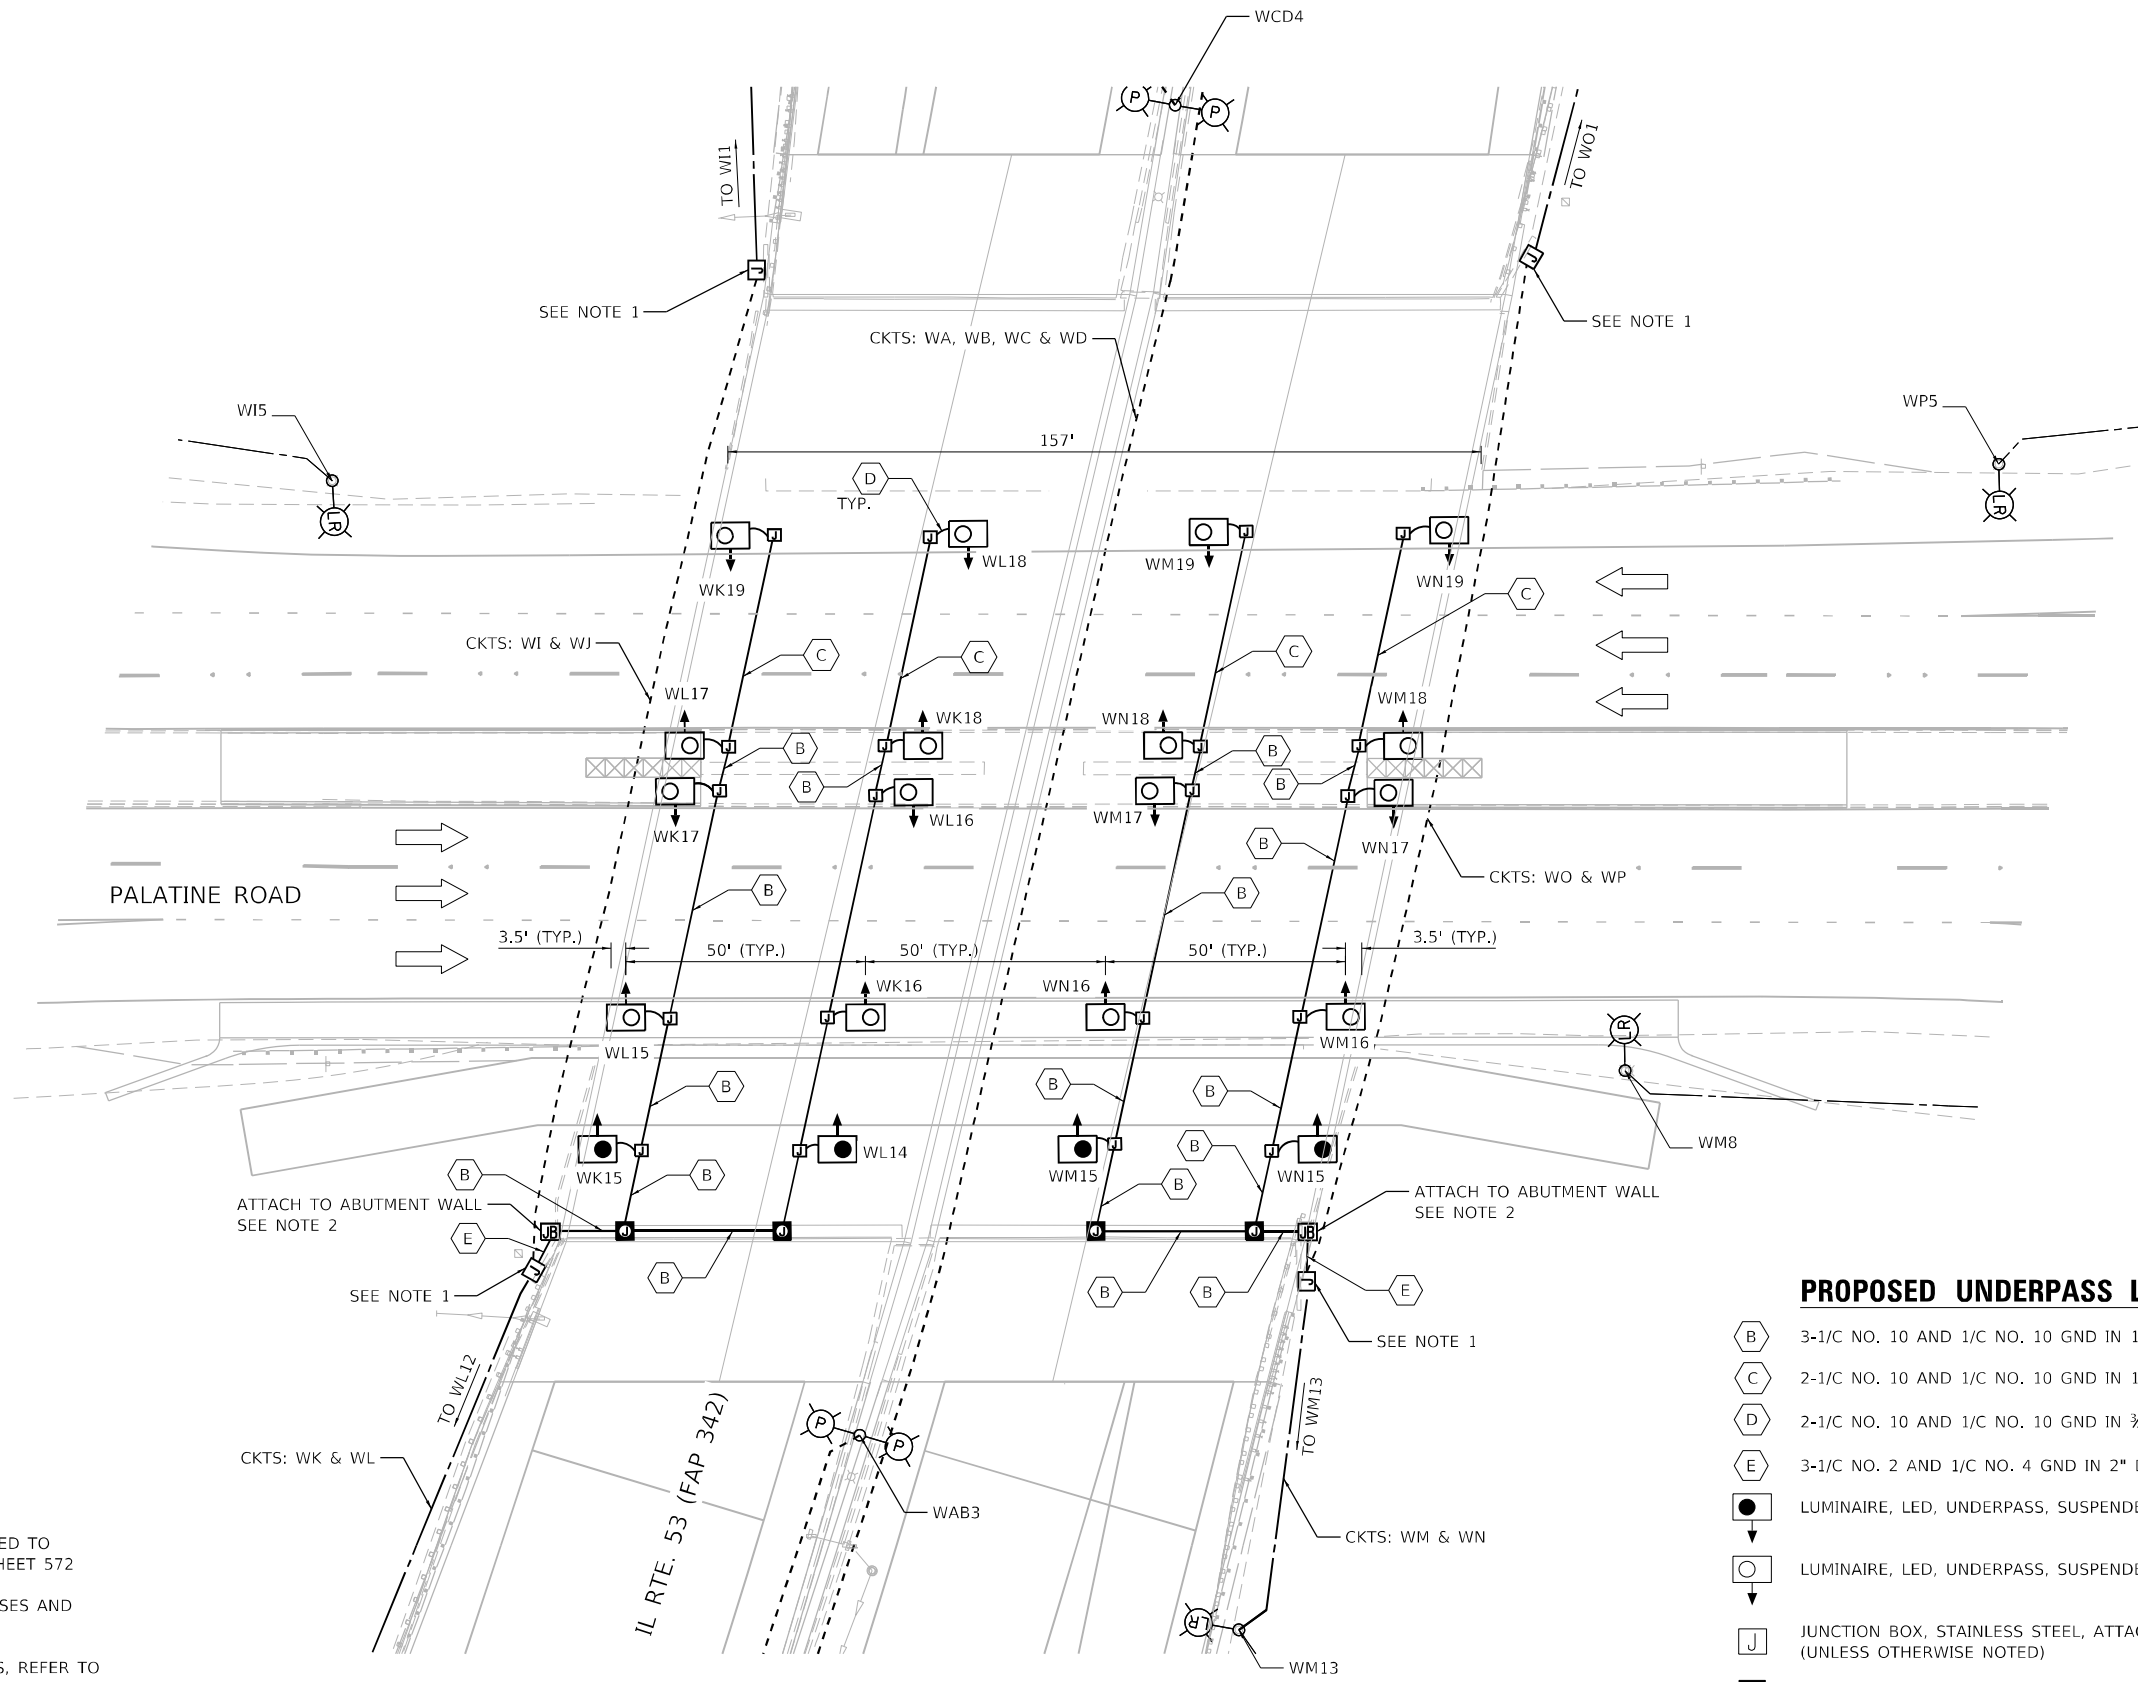 WCD4
P
P
TO WI1
TO WO1
J
J
SEE NOTE 1
SEE NOTE 1
CKTS: WA, WB, WC & WD
WI5
WP5
157'
D
TYP.
LR
LR
J
J
J
J
WK19
WL18
WM19
WN19
C
CKTS: WI & WJ
C
C
C
WL17
WK18
WN18
WM18
J
J
J
J
B
B
B
B
J
J
J
J
WK17
WL16
WM17
WN17
B
B
B
CKTS: WO & WP
PALATINE ROAD
3.5' (TYP.)
50' (TYP.)
50' (TYP.)
50' (TYP.)
3.5' (TYP.)
WK16
WN16
J
J
J
J
WL15
WM16
LR
B
B
B
B
WM8
J
J
J
J
WK15
WL14
WM15
WN15
B
B
B
ATTACH TO ABUTMENT WALL
SEE NOTE 2
ATTACH TO ABUTMENT WALL
SEE NOTE 2
JB
J
J
J
J
JB
E
J
J
SEE NOTE 1
B
B
B
E
SEE NOTE 1
TO WL12
TO WM13
CKTS: WK & WL
IL RTE. 53 (FAP 342)
P
P
WAB3
CKTS: WM & WN
LR
WM13
ED TO
HEET 572
SES AND
S, REFER TO
PROPOSED UNDERPASS L
B 3-1/C NO. 10 AND 1/C NO. 10 GND IN 1
C 2-1/C NO. 10 AND 1/C NO. 10 GND IN 1
D 2-1/C NO. 10 AND 1/C NO. 10 GND IN
E 3-1/C NO. 2 AND 1/C NO. 4 GND IN 2"
LUMINAIRE, LED, UNDERPASS, SUSPENDE
LUMINAIRE, LED, UNDERPASS, SUSPENDE
J JUNCTION BOX, STAINLESS STEEL, ATTAC
(UNLESS OTHERWISE NOTED)